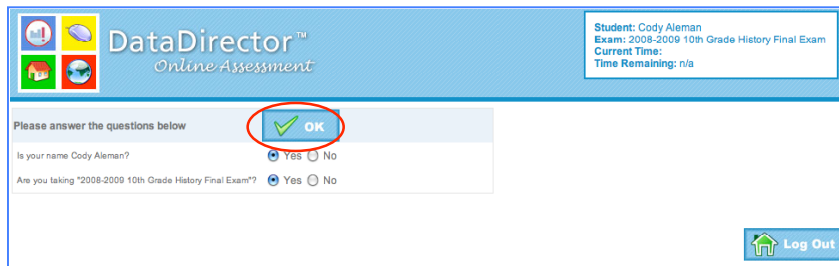 DataDirector™
Online Assessment
Student: Cody Aleman
Exam: 2008-2009 10th Grade History Final Exam
Current Time:
Time Remaining: n/a
Please answer the questions below
OK
Is your name Cody Aleman? Yes No
Are you taking "2008-2009 10th Grade History Final Exam"? Yes No
Log Out